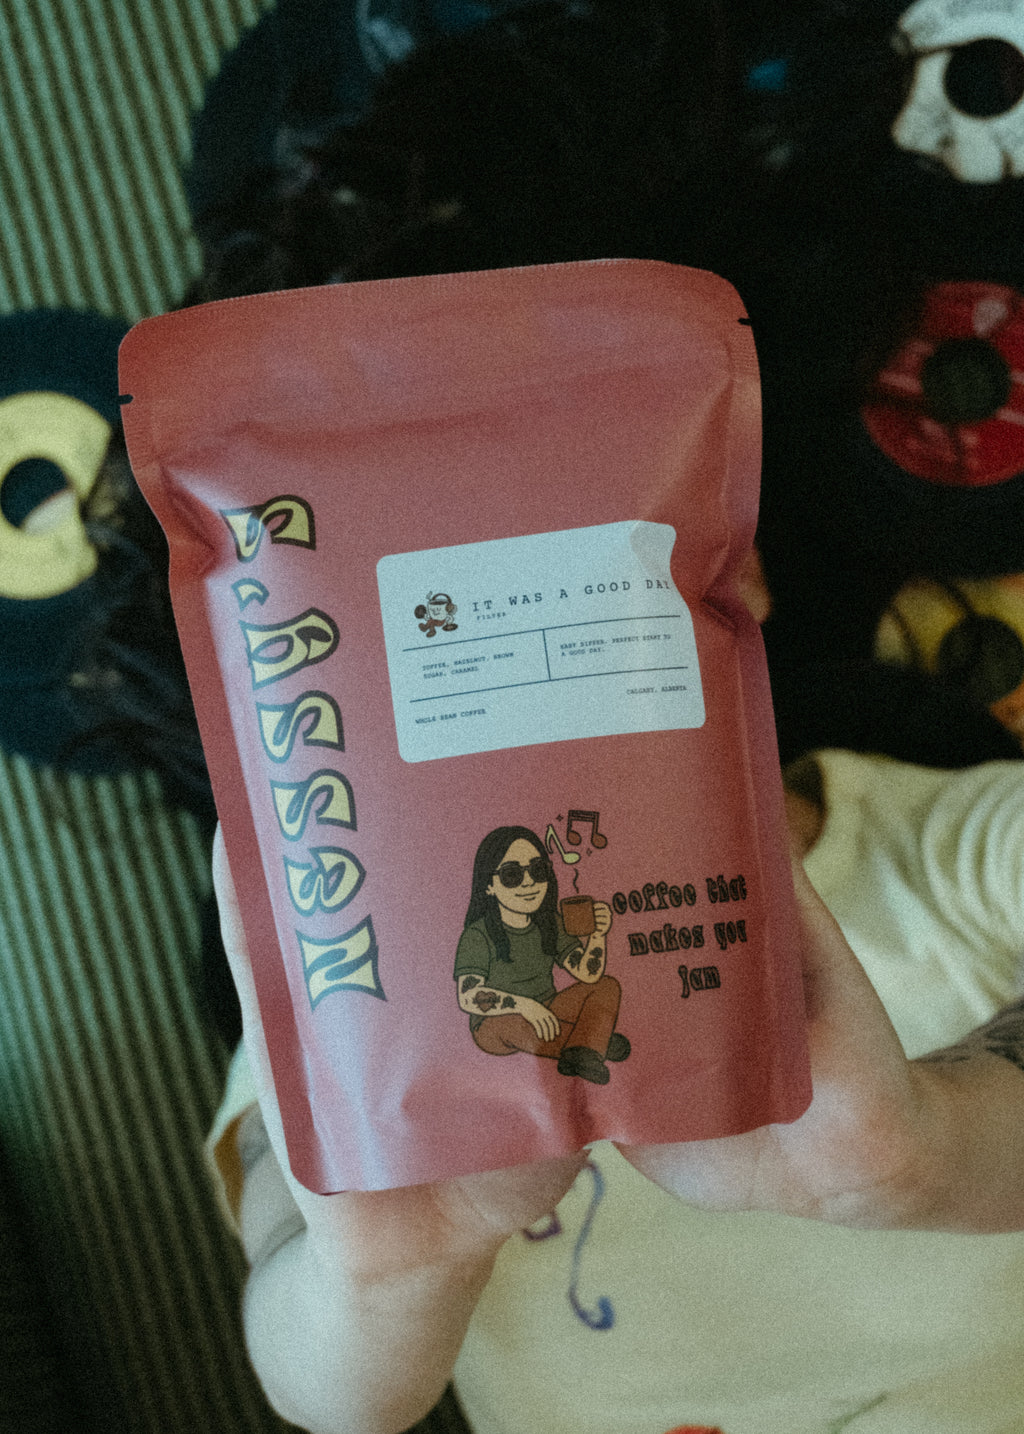 Nessy's
IT WAS A GOOD DAY
FILTER
TOFFEE, HAZELNUT, BROWN
SUGAR, CARAMEL
EASY SIPPER, PERFECT START TO
A GOOD DAY.
CALGARY, ALBERTA
WHOLE BEAN COFFEE
coffee that
makes you
jam